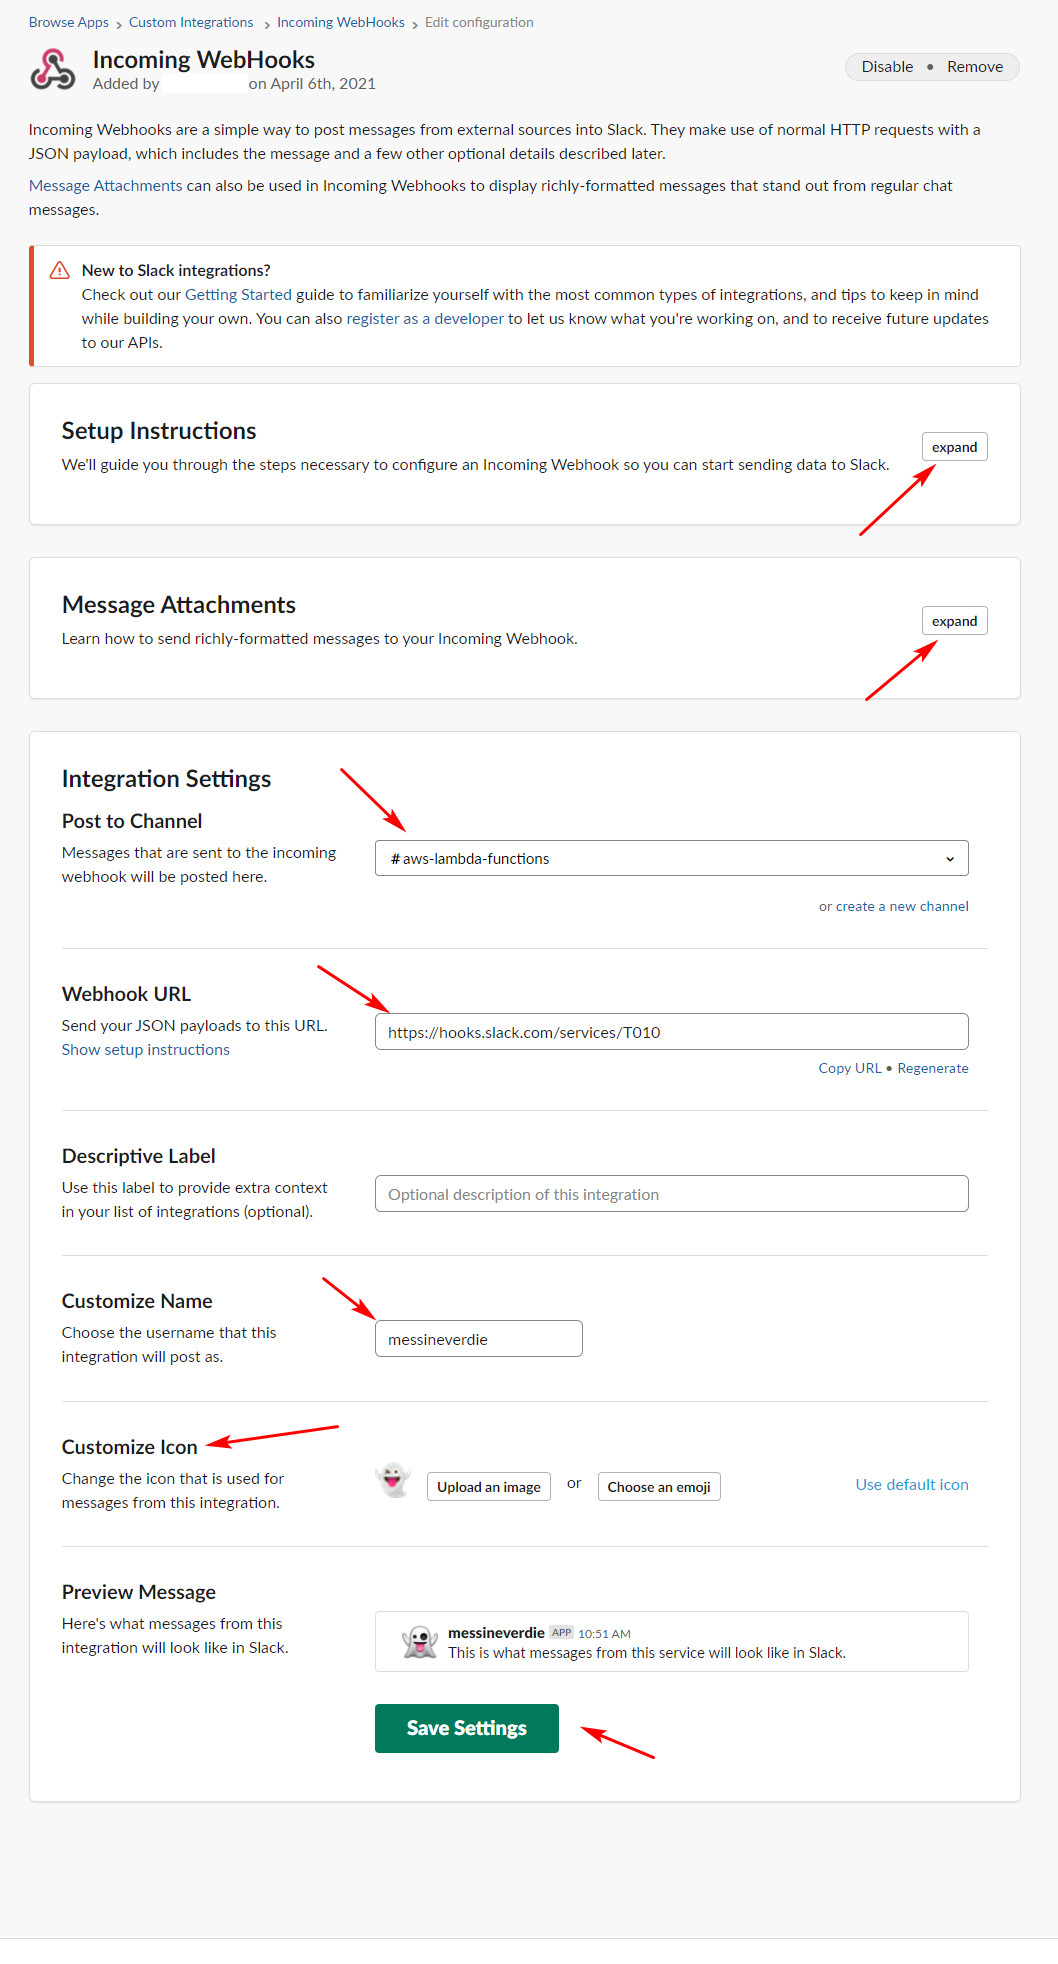 Browse Apps › Custom Integrations › Incoming WebHooks › Edit configuration
Incoming WebHooks
Added by on April 6th, 2021
Disable • Remove
Incoming Webhooks are a simple way to post messages from external sources into Slack. They make use of normal HTTP requests with a
JSON payload, which includes the message and a few other optional details described later.
Message Attachments can also be used in Incoming Webhooks to display richly-formatted messages that stand out from regular chat
messages.
New to Slack integrations?
Check out our Getting Started guide to familiarize yourself with the most common types of integrations, and tips to keep in mind
while building your own. You can also register as a developer to let us know what you're working on, and to receive future updates
to our APIs.
Setup Instructions
We'll guide you through the steps necessary to configure an Incoming Webhook so you can start sending data to Slack.
expand
Message Attachments
Learn how to send richly-formatted messages to your Incoming Webhook.
expand
Integration Settings
Post to Channel
Messages that are sent to the incoming
webhook will be posted here.
# aws-lambda-functions
or create a new channel
Webhook URL
Send your JSON payloads to this URL.
Show setup instructions
https://hooks.slack.com/services/T010
Copy URL • Regenerate
Descriptive Label
Use this label to provide extra context
in your list of integrations (optional).
Optional description of this integration
Customize Name
Choose the username that this
integration will post as.
messineverdie
Customize Icon
Change the icon that is used for
messages from this integration.
Upload an image or Choose an emoji
Use default icon
Preview Message
Here's what messages from this
integration will look like in Slack.
messineverdie APP 10:51 AM
This is what messages from this service will look like in Slack.
Save Settings